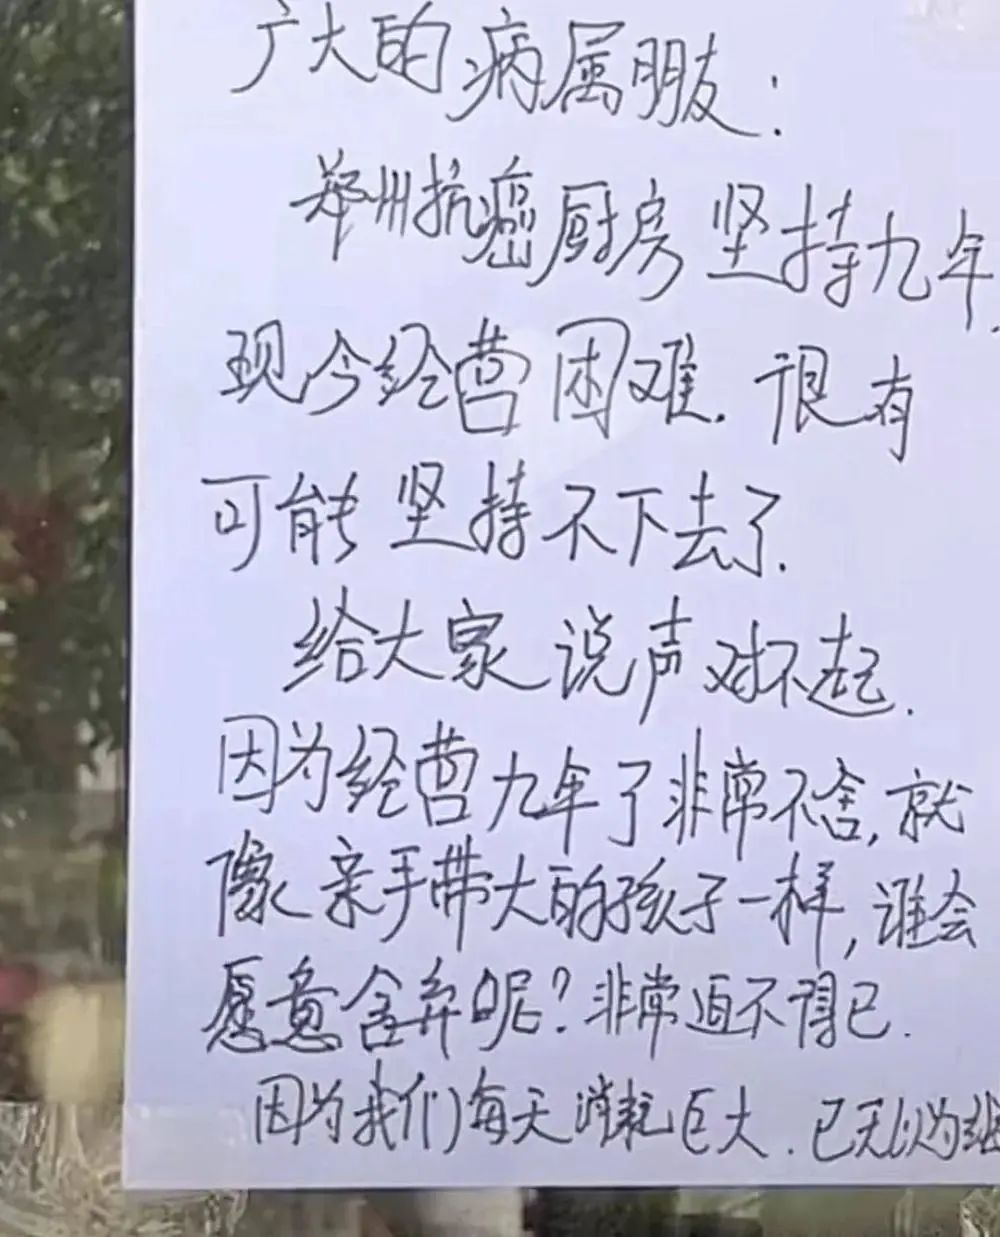 广大的病属朋友：
郑州抗癌厨房坚持九年,
现今经营困难.很有
可能坚持不下去了.
给大家说声对不起.
因为经营九年了非常不舍,就
像亲手带大的孩子一样,谁会
愿意舍弃呢?非常迫不得已.
因为我们每天消耗巨大.已无以为继